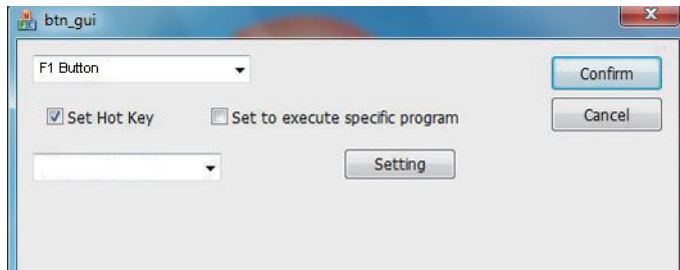 btn_gui
F1 Button
Confirm
Set Hot Key Set to execute specific program
Cancel
Setting